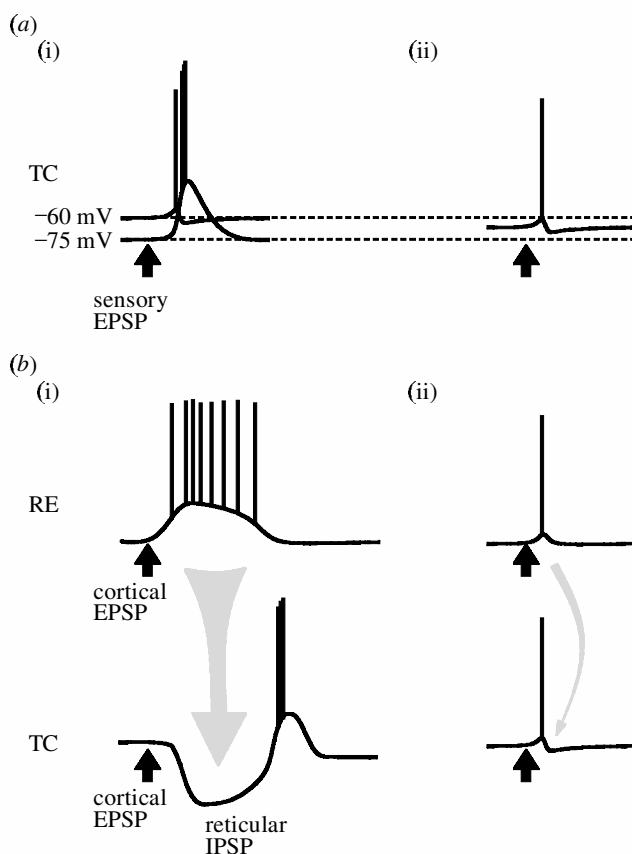 (a)
(i) (ii)
TC
−60 mV
−75 mV
sensory
EPSP
(b)
(i) (ii)
RE
cortical
EPSP
TC
cortical
EPSP
reticular
IPSP